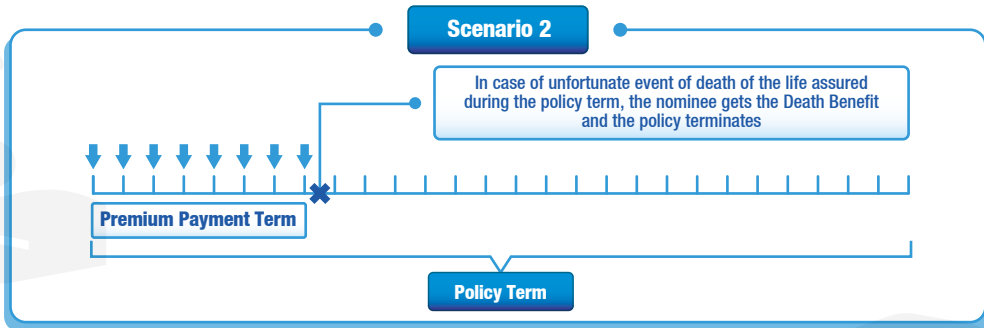 Scenario 2
In case of unfortunate event of death of the life assured
during the policy term, the nominee gets the Death Benefit
and the policy terminates
Premium Payment Term
Policy Term